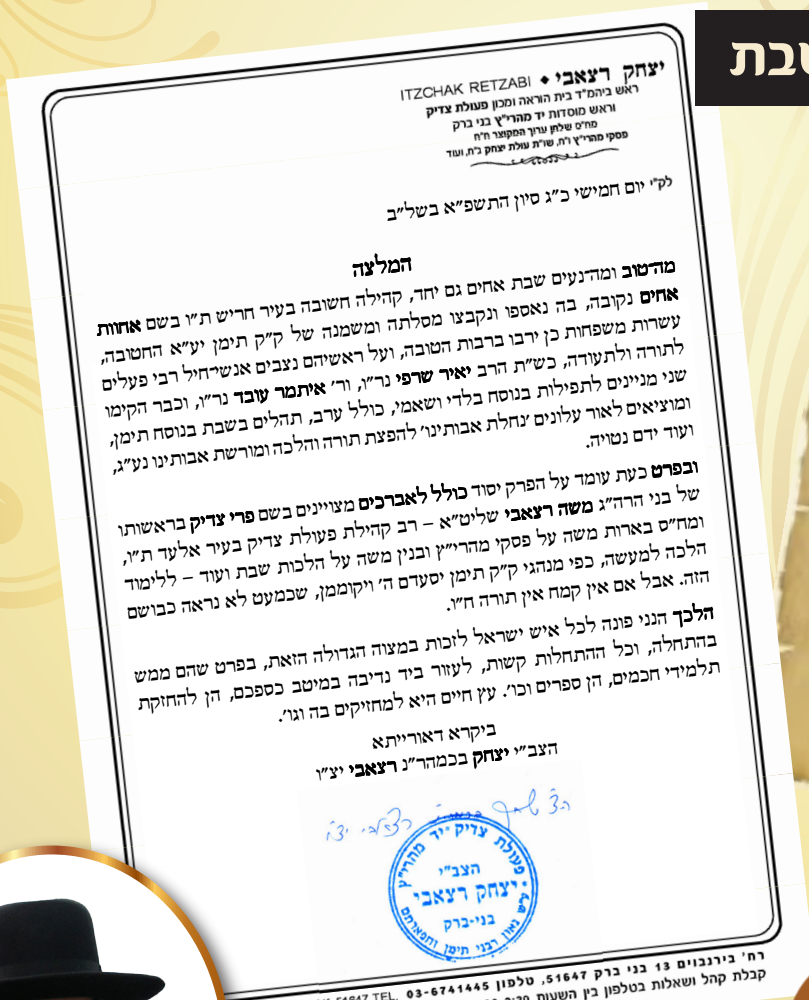 שבת
יצחק רצאבי ♦ ITZCHAK RETZABI
ראש ביהמ"ד בית הוראה ומכון פעולת צדיק
וראש מוסדות יד מהרי"ץ בני ברק
מח"ס שלחן ערוך המקוצר ח"ח
פסקי מהרי"ץ ו"ח, שו"ת עולת יצחק ג"ח, ועוד
לק"י יום חמישי כ"ג סיון התשפ"א בשל"ב
המלצה
מה־טוב ומה־נעים שבת אחים גם יחד, קהילה חשובה בעיר חריש ת"ו בשם אחוות
אחים נקובה, בה נאספו ונקבצו מסלתה ומשמנה של ק"ק תימן יע"א החטובה,
עשרות משפחות כן ירבו ברבות הטובה, ועל ראשיהם נצבים אנשי־חיל רבי פעלים
לתורה ולתעודה, כש"ת הרב יאיר שרפי נר"ו, ור' איתמר עובד נר"ו, וכבר הקימו
שני מניינים לתפילות בנוסח בלדי ושאמי, כולל ערב, תהלים בשבת בנוסח תימן,
ומוציאים לאור עלונים 'נחלת אבותינו' להפצת תורה והלכה ומורשת אבותינו נע"ג,
ועוד ידם נטויה.
ובפרט כעת עומד על הפרק יסוד כולל לאברכים מצויינים בשם פרי צדיק בראשותו
של בני הרה"ג משה רצאבי שליט"א – רב קהילת פעולת צדיק בעיר אלעד ת"ו,
ומח"ס בארות משה על פסקי מהרי"ץ ובנין משה על הלכות שבת ועוד – ללימוד
הלכה למעשה, כפי מנהגי ק"ק תימן יסעדם ה' ויקוממן, שכמעט לא נראה כבושם
הזה. אבל אם אין קמח אין תורה ח"ו.
הלכך הנני פונה לכל איש ישראל לזכות במצוה הגדולה הזאת, בפרט שהם ממש
בהתחלה, וכל ההתחלות קשות, לעזור ביד נדיבה במיטב כספכם, הן להחזקת
תלמידי חכמים, הן ספרים וכו'. עץ חיים היא למחזיקים בה וגו'.
ביקרא דאורייתא
הצב"י יצחק בכמהר"נ רצאבי יצ"ו
פעולת צדיק יד מהרי"ץ
הצב"י
יצחק רצאבי
בני-ברק
ע"ש גאון רבני תימן ותפארתם
רח' בירנבוים 13 בני ברק 51647, טלפון 03-6741445 .TEL 51647
קבלת קהל ושאלות בטלפון בין השעות